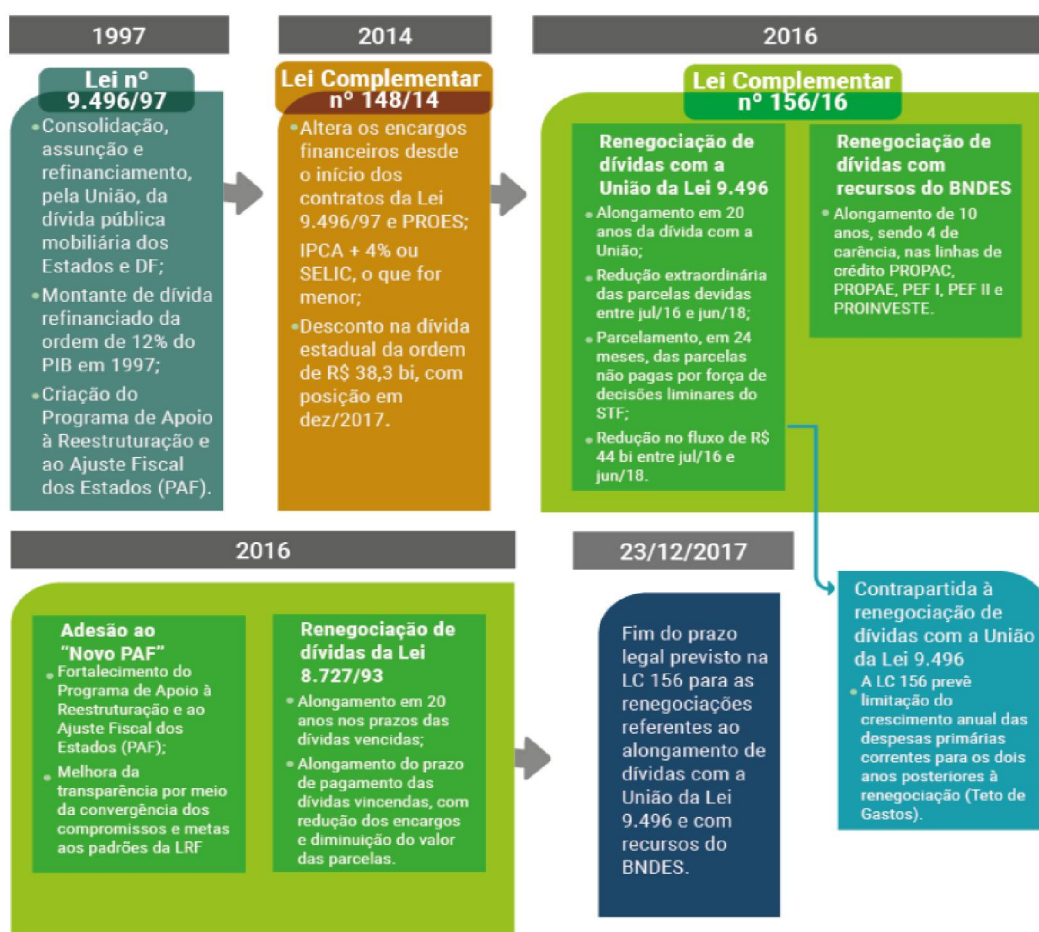 1997
Lei nº
9.496/97
•Consolidação,
assunção e
refinanciamento,
pela União, da
dívida pública
mobiliária dos
Estados e DF;
•Montante de dívida
refinanciado da
ordem de 12% do
PIB em 1997;
•Criação do
Programa de Apoio
à Reestruturação e
ao Ajuste Fiscal
dos Estados (PAF).
2014
Lei Complementar
nº 148/14
•Altera os encargos
financeiros desde
o início dos
contratos da Lei
9.496/97 e PROES;
IPCA + 4% ou
SELIC, o que for
menor;
•Desconto na dívida
estadual da ordem
de R$ 38,3 bi, com
posição em
dez/2017.
2016
Lei Complementar
nº 156/16
Renegociação de
dívidas com a
União da Lei 9.496
• Alongamento em 20
anos da dívida com a
União;
• Redução extraordinária
das parcelas devidas
entre jul/16 e jun/18;
• Parcelamento, em 24
meses, das parcelas
não pagas por força de
decisões liminares do
STF;
• Redução no fluxo de R$
44 bi entre jul/16 e
jun/18.
Renegociação de
dívidas com
recursos do BNDES
• Alongamento de 10
anos, sendo 4 de
carência, nas linhas de
crédito PROPAC,
PROPAE, PEF I, PEF II e
PROINVESTE.
2016
Adesão ao
“Novo PAF”
• Fortalecimento do
Programa de Apoio à
Reestruturação e ao
Ajuste Fiscal dos
Estados (PAF);
• Melhora da
transparência por meio
da convergência dos
compromissos e metas
aos padrões da LRF
Renegociação de
dívidas da Lei
8.727/93
• Alongamento em 20
anos nos prazos das
dívidas vencidas;
• Alongamento do prazo
de pagamento das
dívidas vincendas, com
redução dos encargos
e diminuição do valor
das parcelas.
23/12/2017
Fim do prazo
legal previsto na
LC 156 para as
renegociações
referentes ao
alongamento de
dívidas com a
União da Lei
9.496 e com
recursos do
BNDES.
Contrapartida à
renegociação de
dívidas com a União
da Lei 9.496
• A LC 156 prevê
limitação do
crescimento anual das
despesas primárias
correntes para os dois
anos posteriores à
renegociação (Teto de
Gastos).